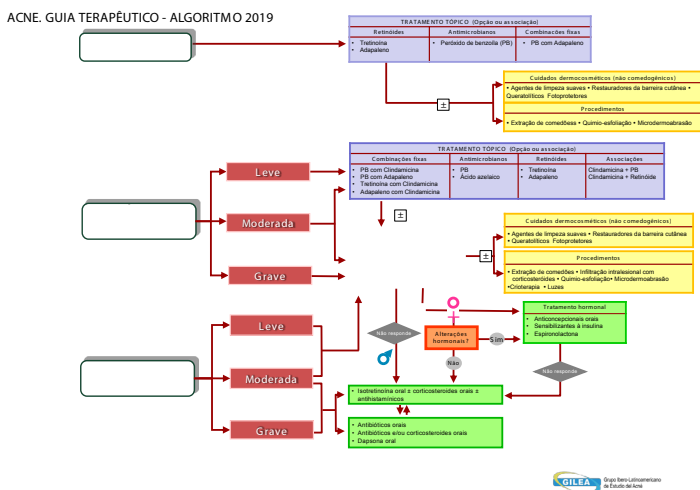 ACNE. GUIA TERAPÊUTICO - ALGORITMO 2019
TRATAMENTO TÓPICO (Opção ou associação)
Retinóides
• Tretinoína
• Adapaleno
Antimicrobianos
• Peróxido de benzoila (PB)
Combinações fixas
• PB com Adapaleno
±
Cuidados dermocosméticos (não comedogênicos)
• Agentes de limpeza suaves • Restauradores da barreira cutânea •
Queratolíticos Fotoprotetores
Procedimentos
• Extração de comedões • Quimio-esfoliação • Microdermoabrasão
Leve
Moderada
Grave
TRATAMENTO TÓPICO (Opção ou associação)
Combinações fixas
• PB com Clindamicina
• PB com Adapaleno
• Tretinoína com Clindamicina
• Adapaleno com Clindamicina
Antimicrobianos
• PB
• Ácido azelaico
Retinóides
• Tretinoína
• Adapaleno
Associações
Clindamicina + PB
Clindamicina + Retinóide
±
±
Cuidados dermocosméticos (não comedogênicos)
• Agentes de limpeza suaves • Restauradores da barreira cutânea
• Queratolíticos Fotoprotetores
Procedimentos
• Extração de comedões • Infiltração intralesional com
corticosteróides • Quimio-esfoliação• Microdermoabrasão
•Crioterapia • Luzes
Leve
Moderada
Grave
Não responde
Alterações
hormonais?
Sim
Não
Tratamento hormonal
• Anticoncepcionais orais
• Sensibilizantes à insulina
• Espironolactona
Não responde
• Isotretinoína oral ± corticosteroides orais ±
antihistamínicos
• Antibióticos orais
• Antibióticos e/ou corticosteroides orais
• Dapsona oral
GILEA
Grupo Ibero-Latinoamericano
de Estudio del Acné